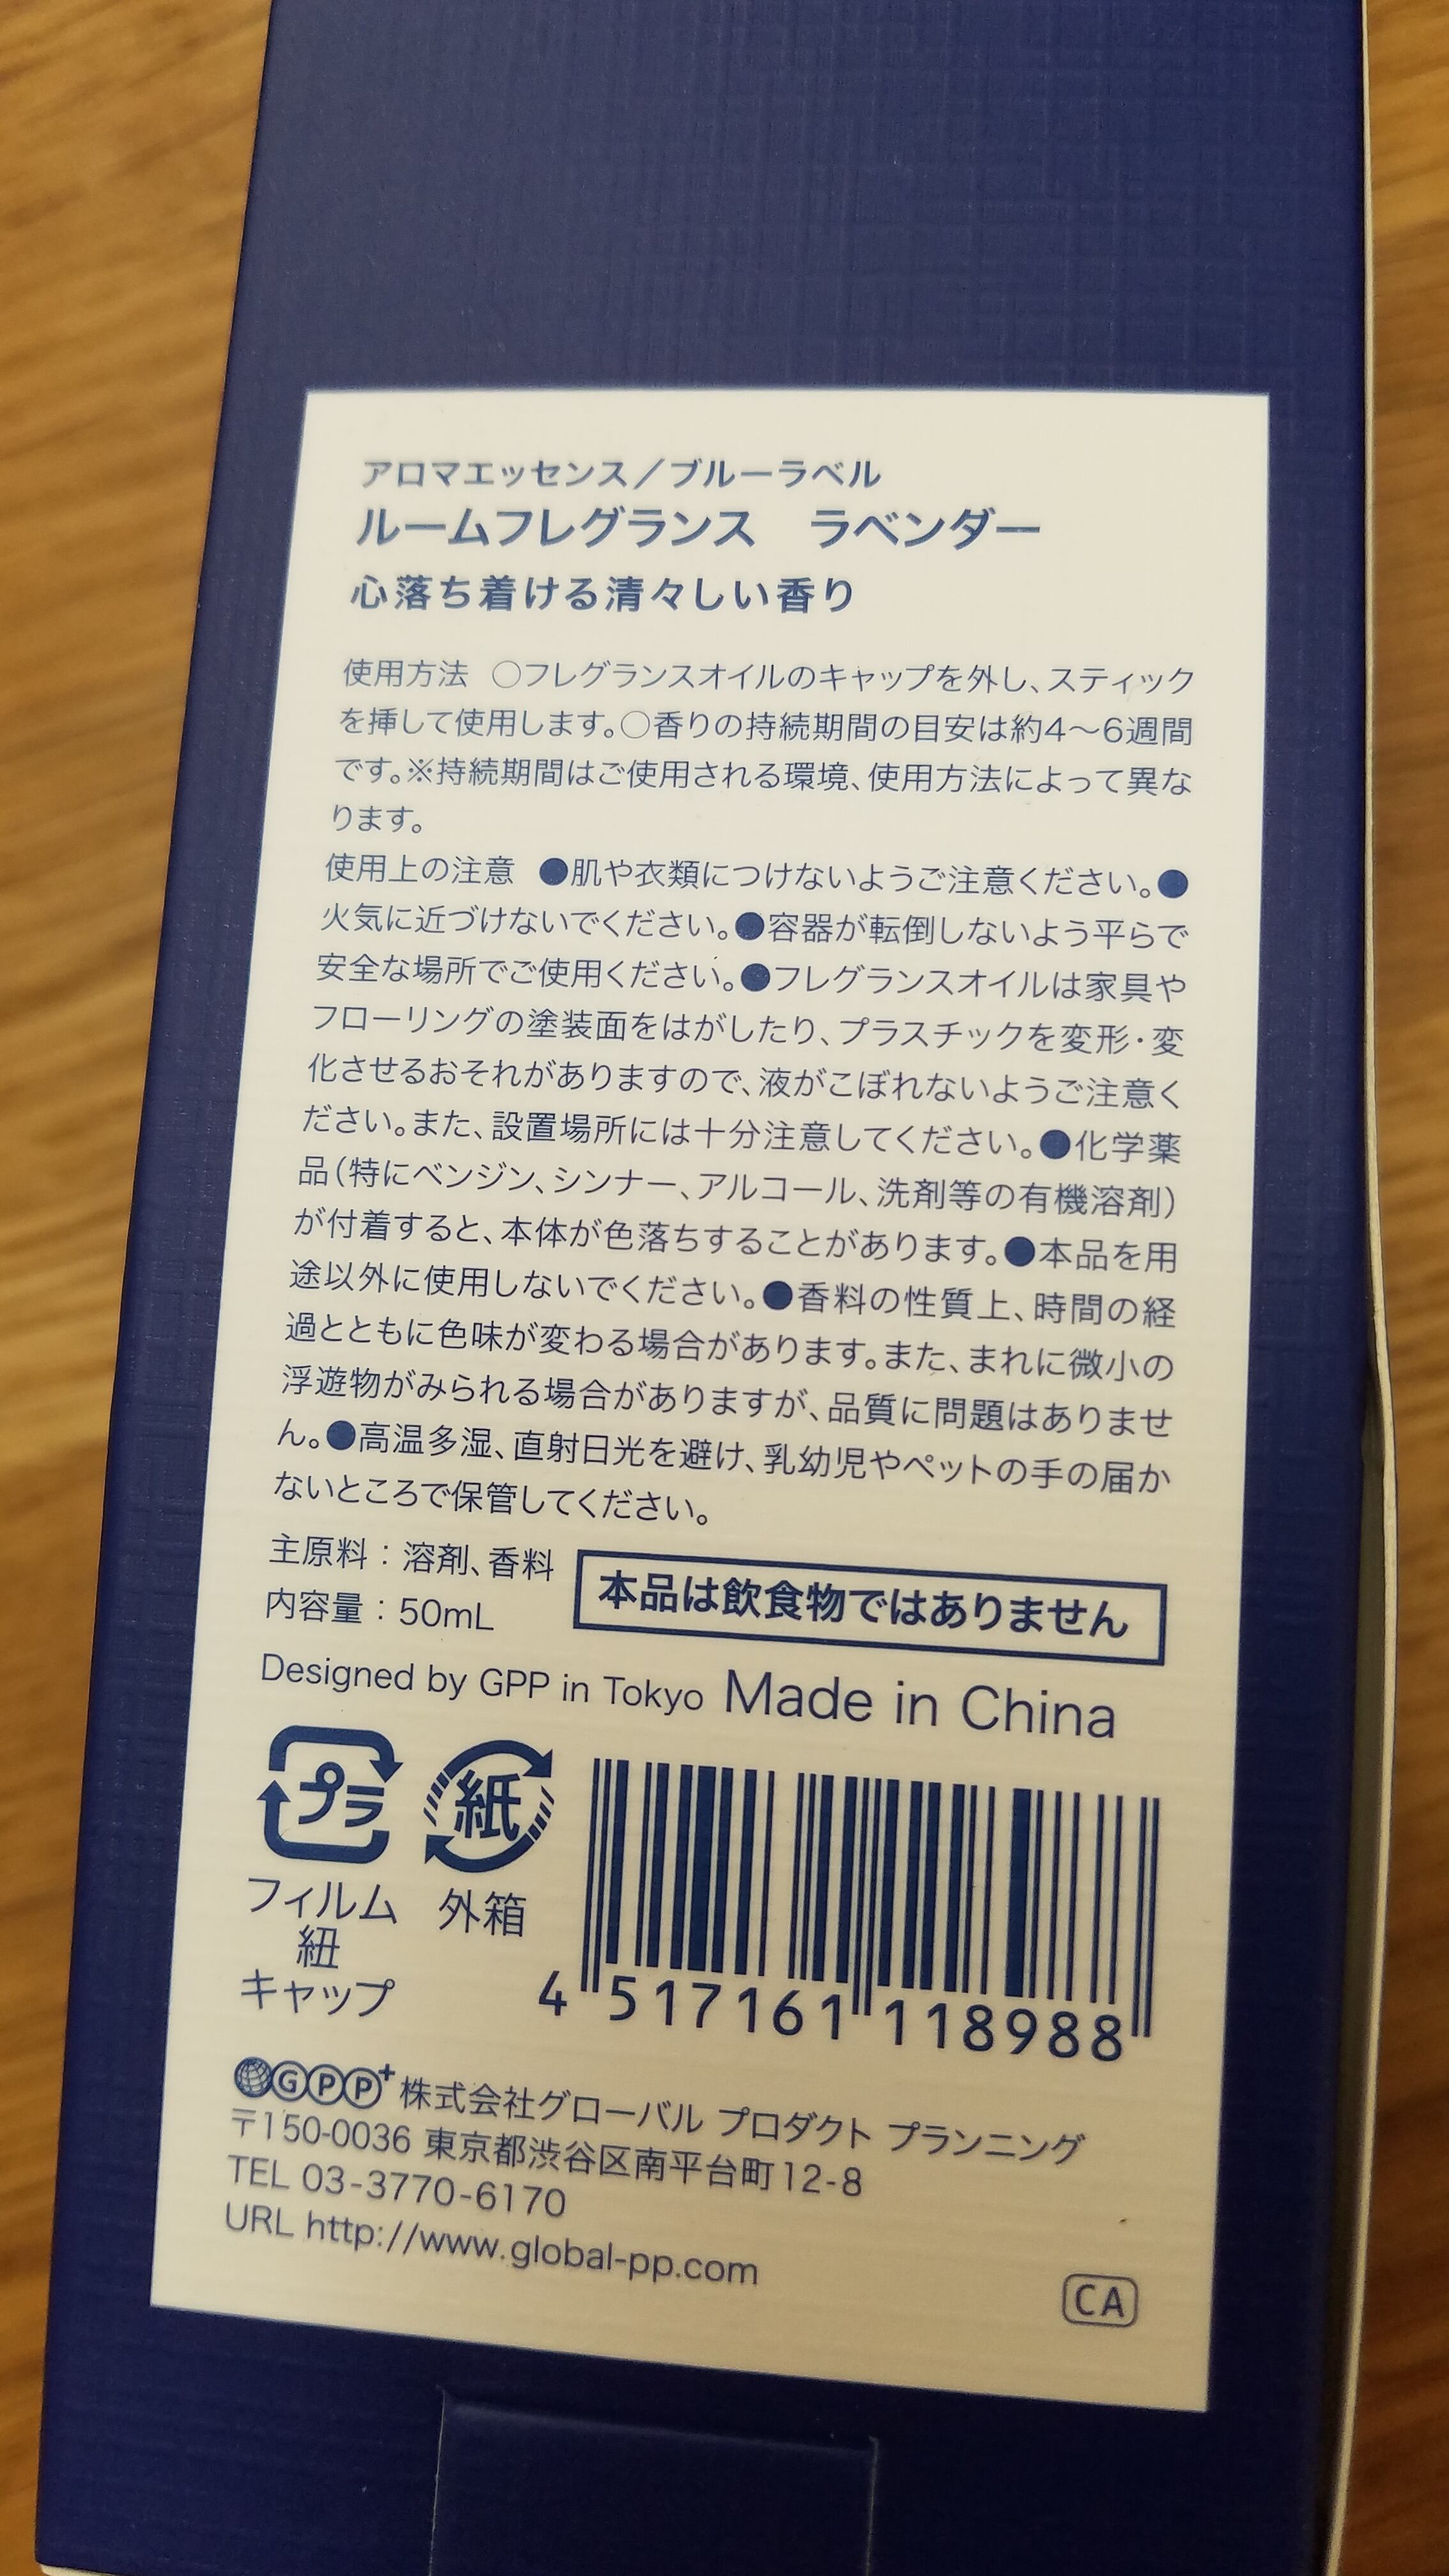 アロマエッセンス／ブルーラベル
ルームフレグランス　ラベンダー
心落ち着ける清々しい香り
使用方法 ○フレグランスオイルのキャップを外し、スティック
を挿して使用します。○香りの持続期間の目安は約4〜6週間
です。※持続期間はご使用される環境、使用方法によって異な
ります。
使用上の注意 ●肌や衣類につけないようご注意ください。●
火気に近づけないでください。●容器が転倒しないよう平らで
安全な場所でご使用ください。●フレグランスオイルは家具や
フローリングの塗装面をはがしたり、プラスチックを変形・変
化させるおそれがありますので、液がこぼれないようご注意く
ださい。また、設置場所には十分注意してください。●化学薬
品（特にベンジン、シンナー、アルコール、洗剤等の有機溶剤）
が付着すると、本体が色落ちすることがあります。●本品を用
途以外に使用しないでください。●香料の性質上、時間の経
過とともに色味が変わる場合があります。また、まれに微小の
浮遊物がみられる場合がありますが、品質に問題はありませ
ん。●高温多湿、直射日光を避け、乳幼児やペットの手の届か
ないところで保管してください。
主原料：溶剤、香料
内容量：50mL
本品は飲食物ではありません
Designed by GPP in Tokyo Made in China
プラ
フィルム
紐
キャップ
紙
外箱
4 517161 118988
GPP+ 株式会社グローバル プロダクト プランニング
〒150-0036 東京都渋谷区南平台町12-8
TEL 03-3770-6170
URL http://www.global-pp.com
CA